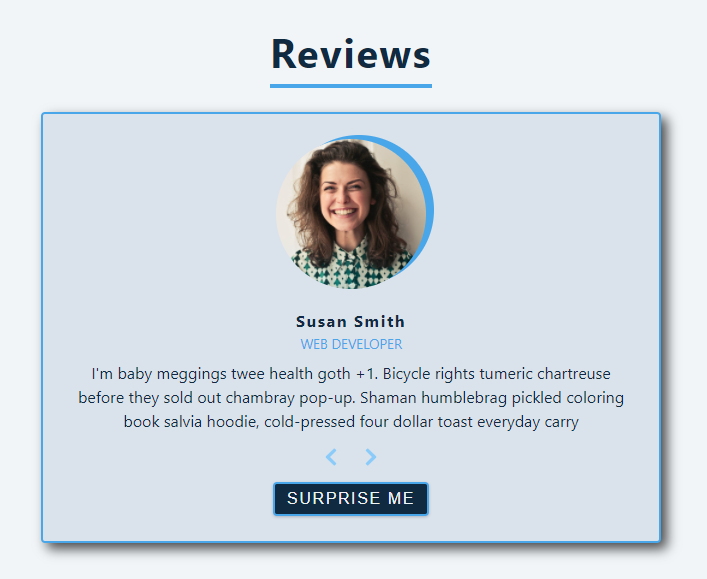 Reviews
Susan Smith
WEB DEVELOPER
I'm baby meggings twee health goth +1. Bicycle rights tumeric chartreuse
before they sold out chambray pop-up. Shaman humblebrag pickled coloring
book salvia hoodie, cold-pressed four dollar toast everyday carry
SURPRISE ME